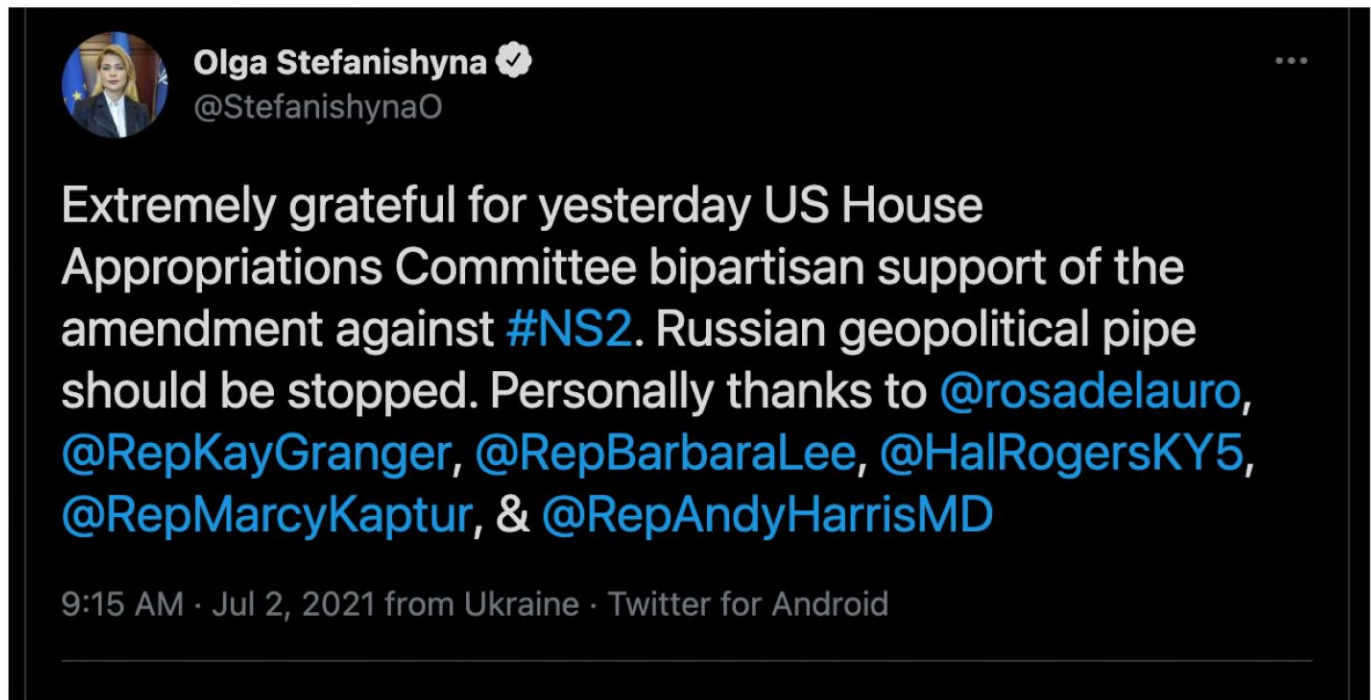 Olga Stefanishyna
@StefanishynaO
Extremely grateful for yesterday US House
Appropriations Committee bipartisan support of the
amendment against #NS2. Russian geopolitical pipe
should be stopped. Personally thanks to @rosadelauro,
@RepKayGranger, @RepBarbaraLee, @HalRogersKY5,
@RepMarcyKaptur, & @RepAndyHarrisMD
9:15 AM · Jul 2, 2021 from Ukraine · Twitter for Android